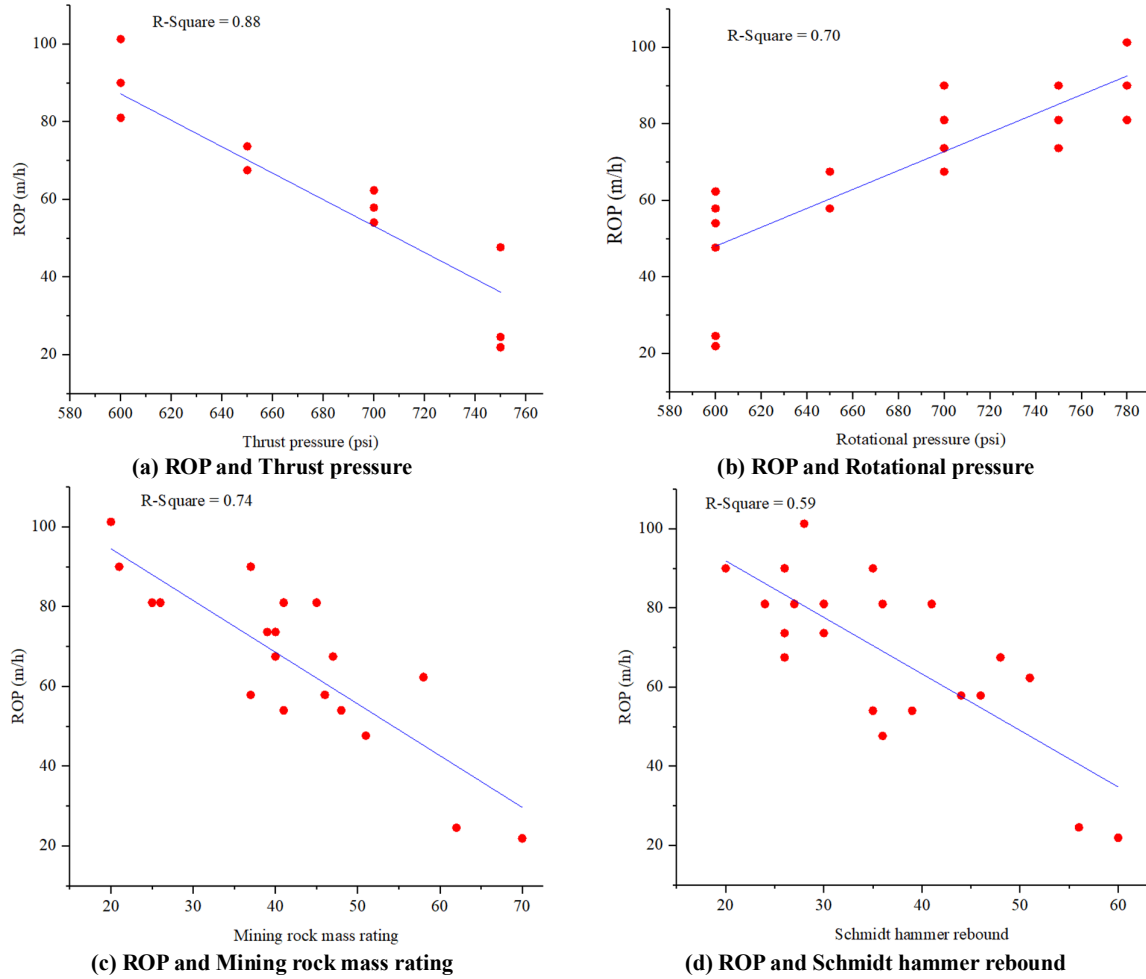 R-Square = 0.88
100
80
60
40
20
ROP (m/h)
580 600 620 640 660 680 700 720 740 760
Thrust pressure (psi)
(a) ROP and Thrust pressure
R-Square = 0.70
100
80
60
40
20
ROP (m/h)
580 600 620 640 660 680 700 720 740 760 780
Rotational pressure (psi)
(b) ROP and Rotational pressure
R-Square = 0.74
100
80
60
40
20
ROP (m/h)
20 30 40 50 60 70
Mining rock mass rating
(c) ROP and Mining rock mass rating
R-Square = 0.59
100
80
60
40
20
ROP (m/h)
20 30 40 50 60
Schmidt hammer rebound
(d) ROP and Schmidt hammer rebound